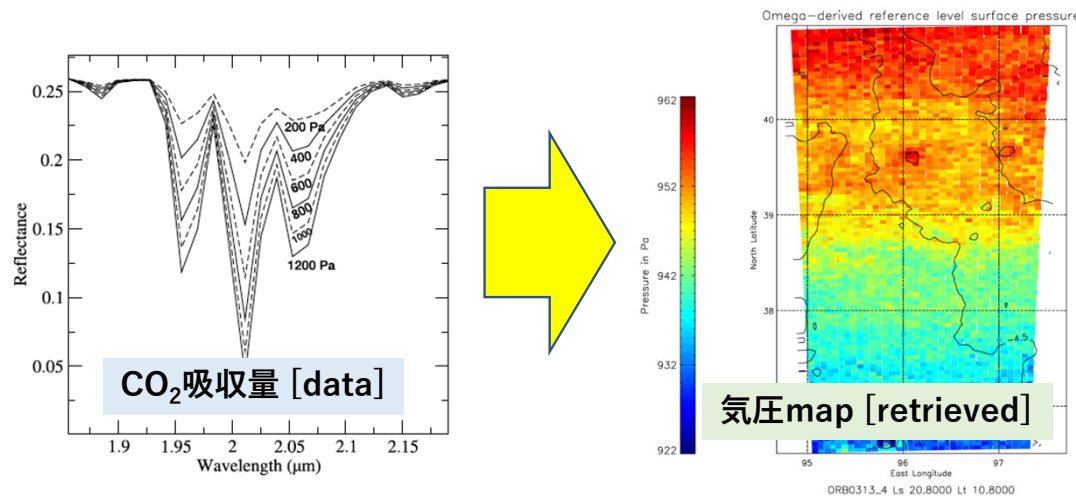 Omega-derived reference level surface pressure
0.25
0.2
0.15
0.1
0.05
Reflectance
200 Pa
400
600
800
1000
1200 Pa
CO₂吸収量 [data]
1.9
1.95
2
2.05
2.1
2.15
Wavelength (μm)
962
952
942
932
922
Pressure in Pa
40
39
38
North Latitude
-4.5
気圧map [retrieved]
95
96
97
East Longitude
ORB0313_4 Ls 20.8000 Lt 10.8000